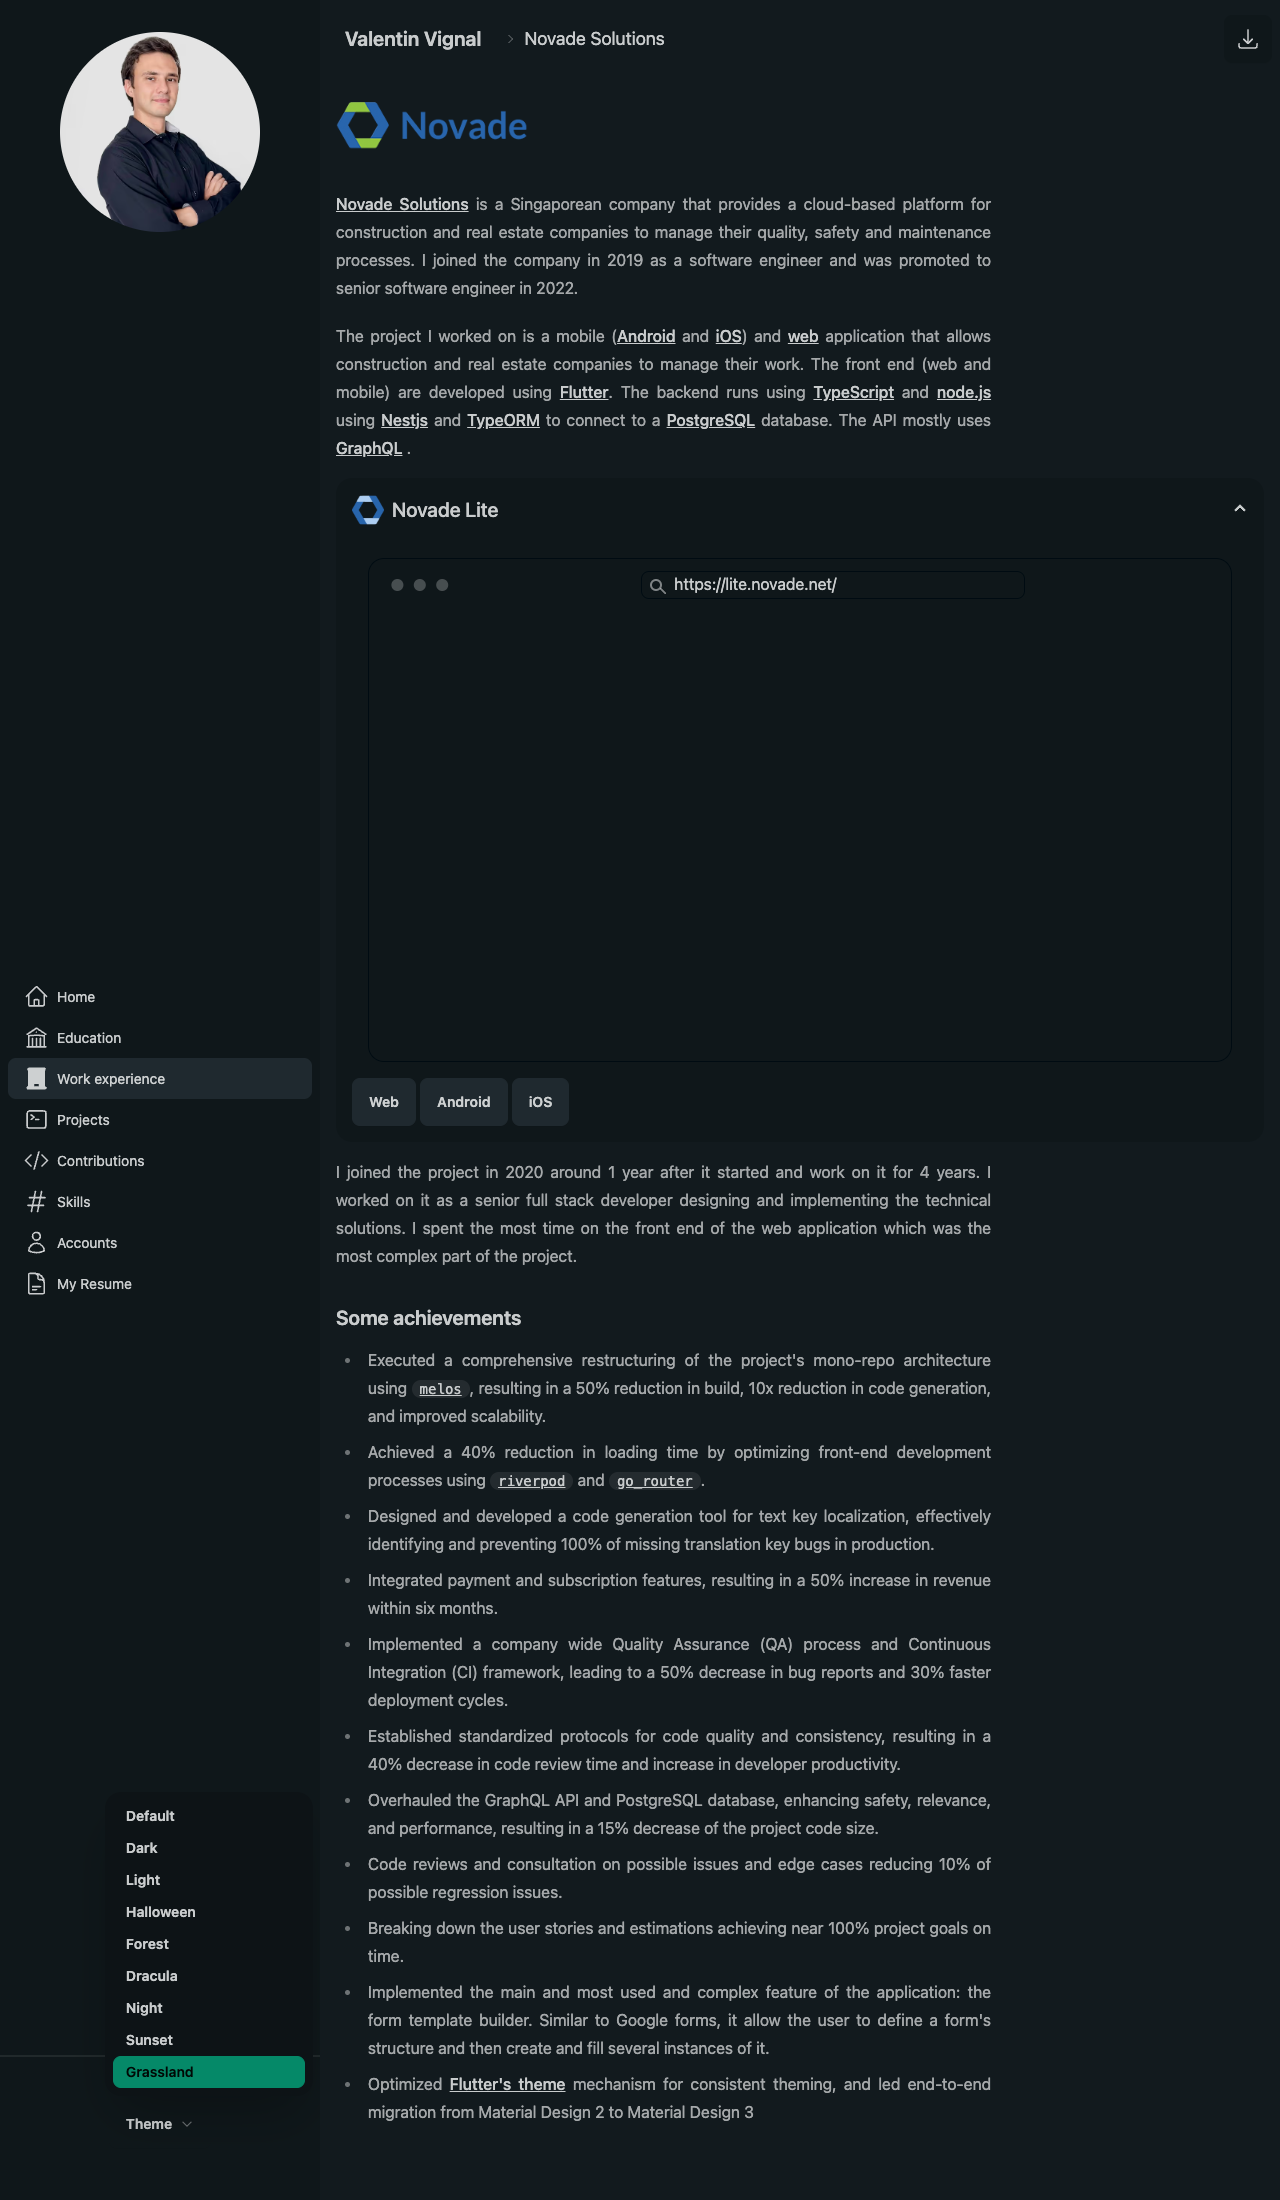 Valentin Vignal
Novade Solutions
Novade
Novade Solutions is a Singaporean company that provides a cloud-based platform for
construction and real estate companies to manage their quality, safety and maintenance
processes. I joined the company in 2019 as a software engineer and was promoted to
senior software engineer in 2022.
The project I worked on is a mobile (Android and iOS) and web application that allows
construction and real estate companies to manage their work. The front end (web and
mobile) are developed using Flutter. The backend runs using TypeScript and node.js
using Nestjs and TypeORM to connect to a PostgreSQL database. The API mostly uses
GraphQL .
Novade Lite
https://lite.novade.net/
Web
Android
iOS
I joined the project in 2020 around 1 year after it started and work on it for 4 years. I
worked on it as a senior full stack developer designing and implementing the technical
solutions. I spent the most time on the front end of the web application which was the
most complex part of the project.
Some achievements
• Executed a comprehensive restructuring of the project's mono-repo architecture
using melos, resulting in a 50% reduction in build, 10x reduction in code generation,
and improved scalability.
• Achieved a 40% reduction in loading time by optimizing front-end development
processes using riverpod and go_router.
• Designed and developed a code generation tool for text key localization, effectively
identifying and preventing 100% of missing translation key bugs in production.
• Integrated payment and subscription features, resulting in a 50% increase in revenue
within six months.
• Implemented a company wide Quality Assurance (QA) process and Continuous
Integration (CI) framework, leading to a 50% decrease in bug reports and 30% faster
deployment cycles.
• Established standardized protocols for code quality and consistency, resulting in a
40% decrease in code review time and increase in developer productivity.
• Overhauled the GraphQL API and PostgreSQL database, enhancing safety, relevance,
and performance, resulting in a 15% decrease of the project code size.
• Code reviews and consultation on possible issues and edge cases reducing 10% of
possible regression issues.
• Breaking down the user stories and estimations achieving near 100% project goals on
time.
• Implemented the main and most used and complex feature of the application: the
form template builder. Similar to Google forms, it allow the user to define a form's
structure and then create and fill several instances of it.
• Optimized Flutter's theme mechanism for consistent theming, and led end-to-end
migration from Material Design 2 to Material Design 3
Home
Education
Work experience
Projects
Contributions
Skills
Accounts
My Resume
Default
Dark
Light
Halloween
Forest
Dracula
Night
Sunset
Grassland
Theme